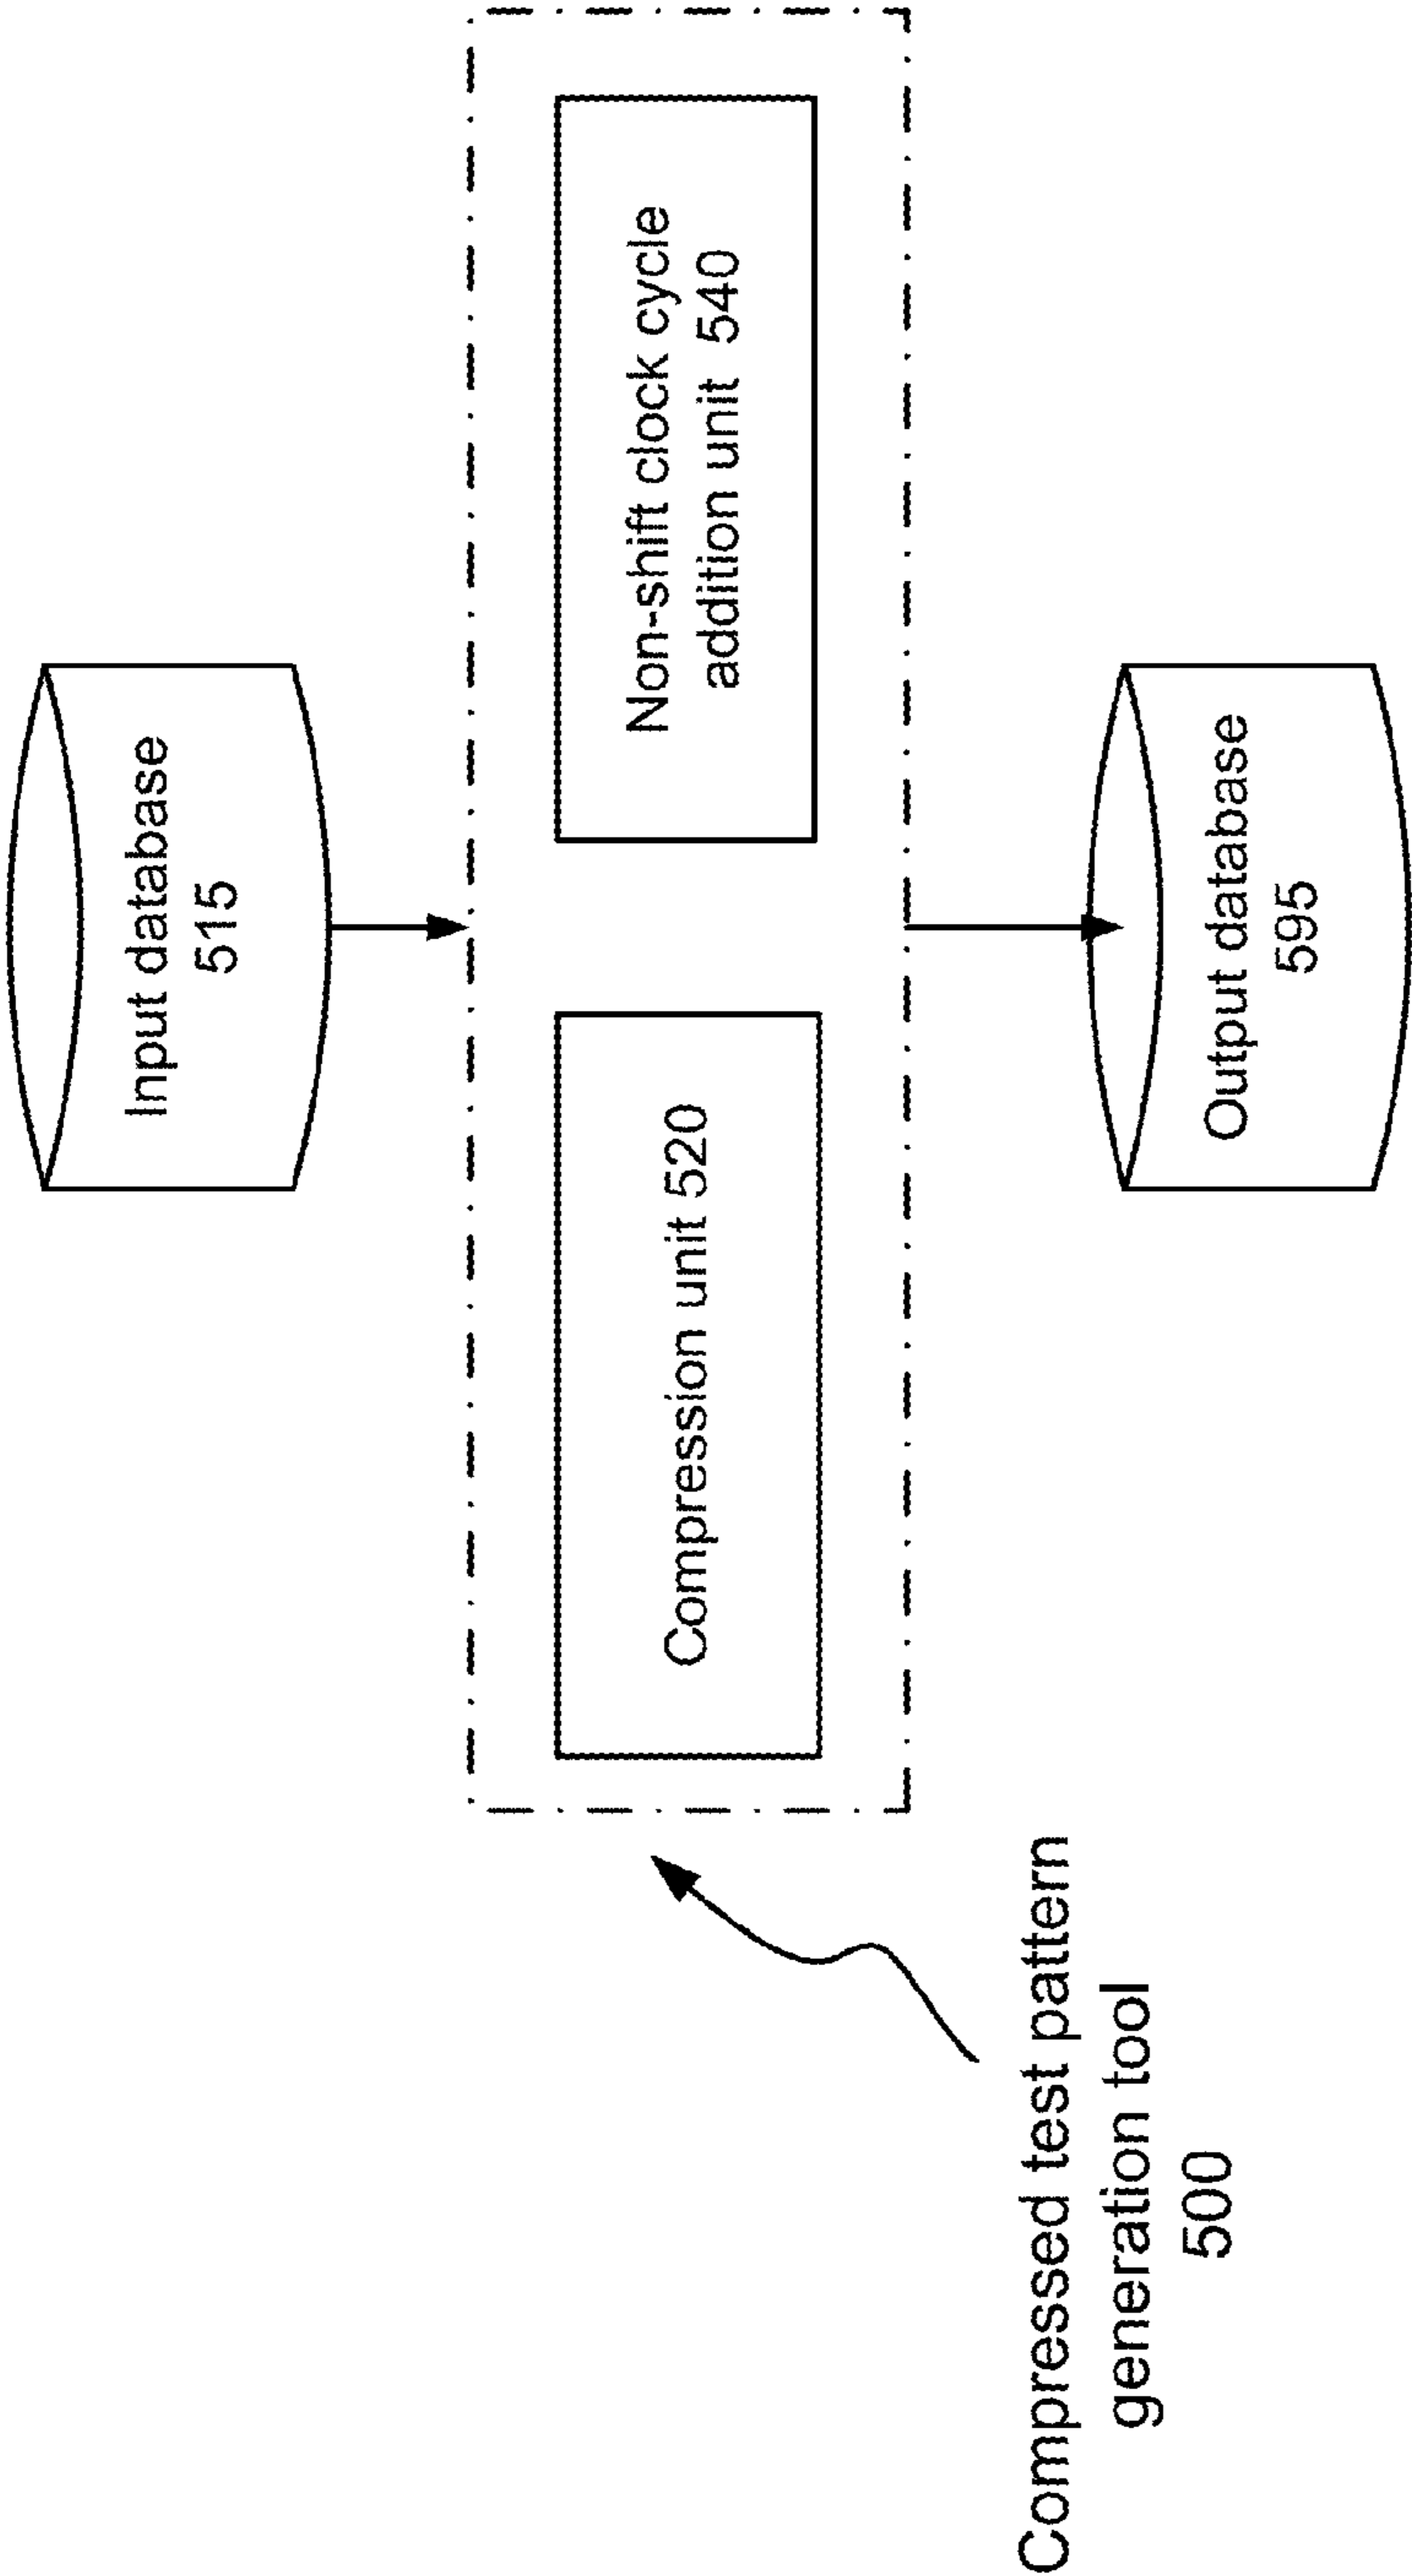 Input database
515
Compression unit 520
Non-shift clock cycle
addition unit 540
Output database
595
Compressed test pattern
generation tool
500